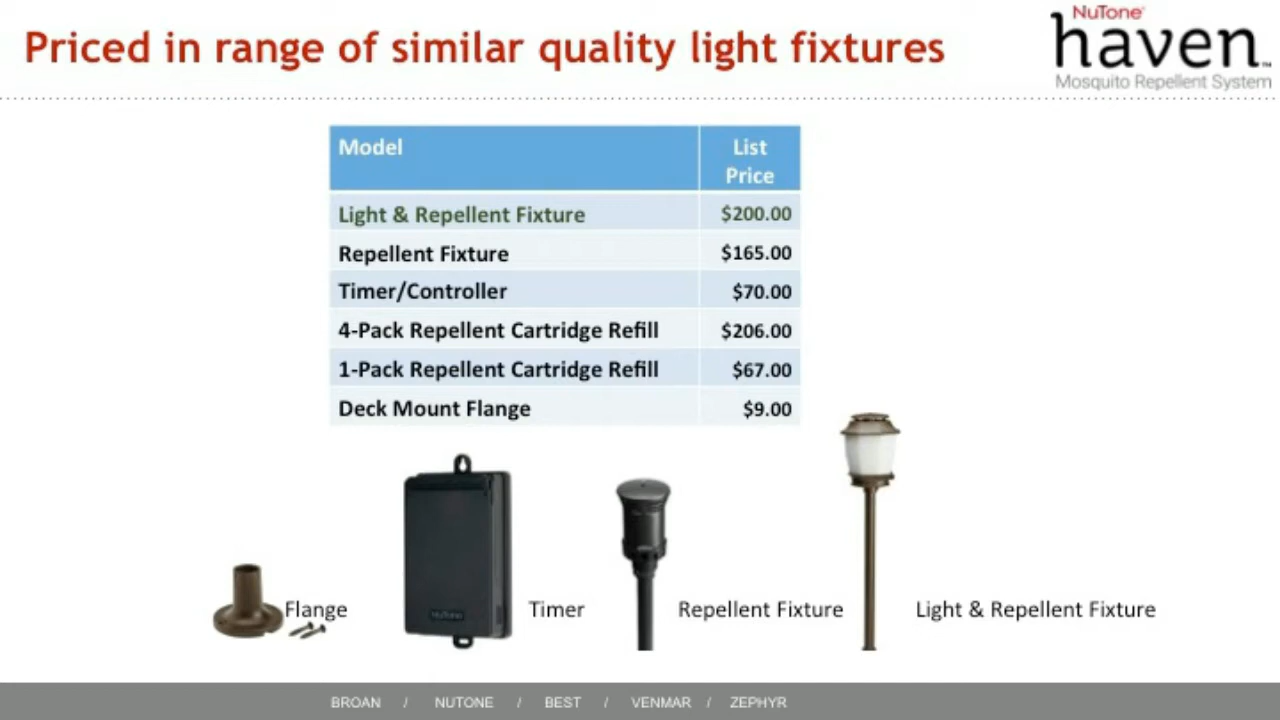 Priced in range of similar quality light fixtures
NuTone
haven™
Mosquito Repellent System
Model List Price
Light & Repellent Fixture $200.00
Repellent Fixture $165.00
Timer/Controller $70.00
4-Pack Repellent Cartridge Refill $206.00
1-Pack Repellent Cartridge Refill $67.00
Deck Mount Flange $9.00
NuTone
Flange Timer Repellent Fixture Light & Repellent Fixture
BROAN / NUTONE / BEST / VENMAR / ZEPHYR